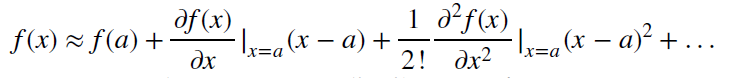 f(x) ≈ f(a) + ∂f(x)/∂x |ₓ₌ₐ (x − a) + 1/2! ∂²f(x)/∂x² |ₓ₌ₐ (x − a)² + ...